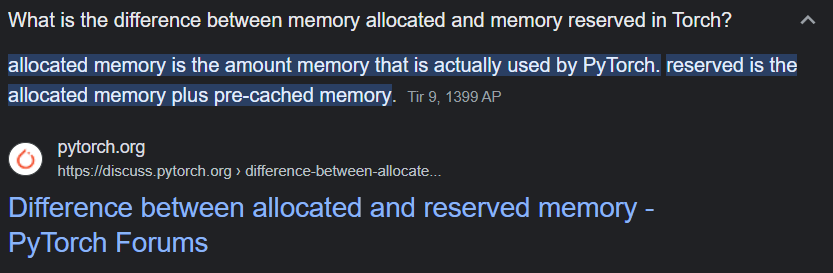 What is the difference between memory allocated and memory reserved in Torch?
allocated memory is the amount memory that is actually used by PyTorch. reserved is the
allocated memory plus pre-cached memory. Tir 9, 1399 AP
pytorch.org
https://discuss.pytorch.org › difference-between-allocate...
Difference between allocated and reserved memory -
PyTorch Forums